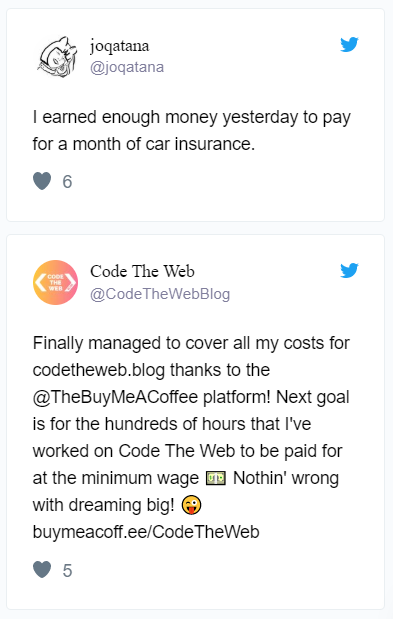 joqatana
@joqatana
I earned enough money yesterday to pay
for a month of car insurance.
6
CODE
THE
WEB
Code The Web
@CodeTheWebBlog
Finally managed to cover all my costs for
codetheweb.blog thanks to the
@TheBuyMeACoffee platform! Next goal
is for the hundreds of hours that I've
worked on Code The Web to be paid for
at the minimum wage 💵 Nothin' wrong
with dreaming big! 😜
buymeacoff.ee/CodeTheWeb
5